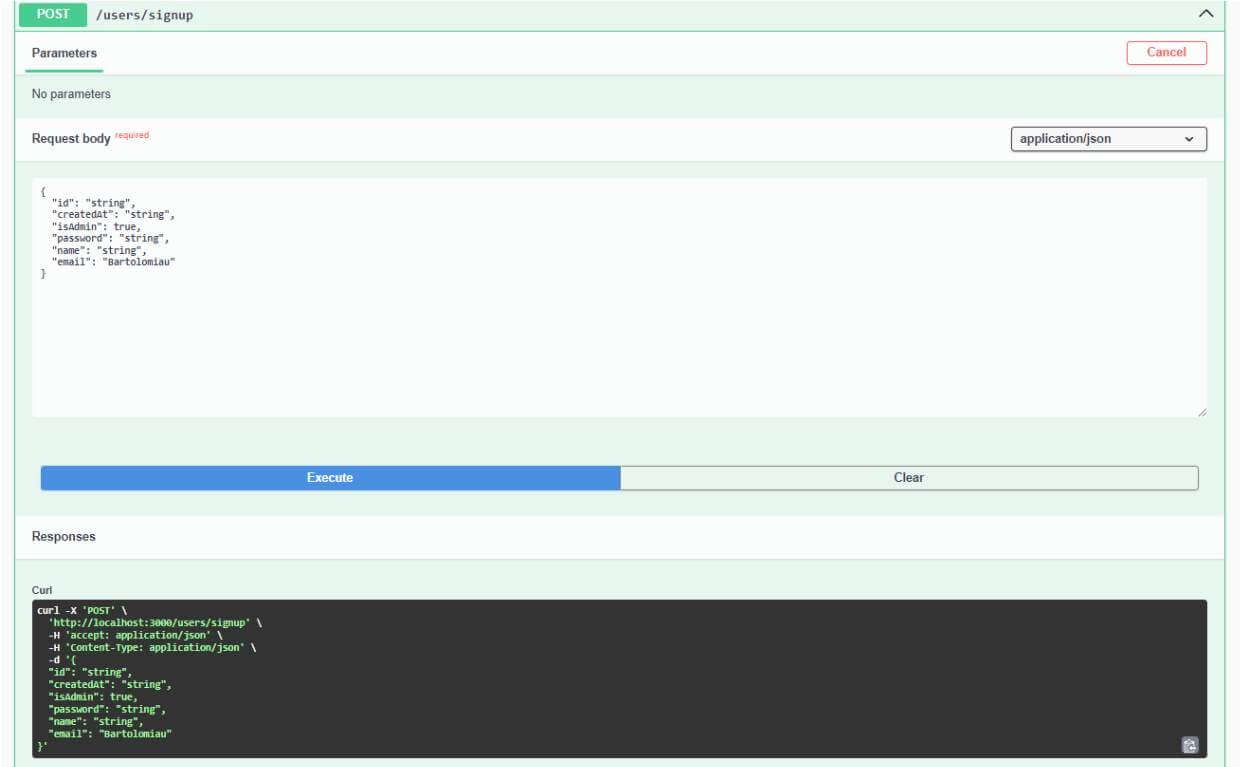 POST /users/signup
Parameters
Cancel
No parameters
Request body required
application/json
{
  "id": "string",
  "createdAt": "string",
  "isAdmin": true,
  "password": "string",
  "name": "string",
  "email": "Bartolomiau"
}
Execute
Clear
Responses
Curl
curl -X 'POST' \
  'http://localhost:3000/users/signup' \
  -H 'accept: application/json' \
  -H 'Content-Type: application/json' \
  -d '{
  "id": "string",
  "createdAt": "string",
  "isAdmin": true,
  "password": "string",
  "name": "string",
  "email": "Bartolomiau"
}'